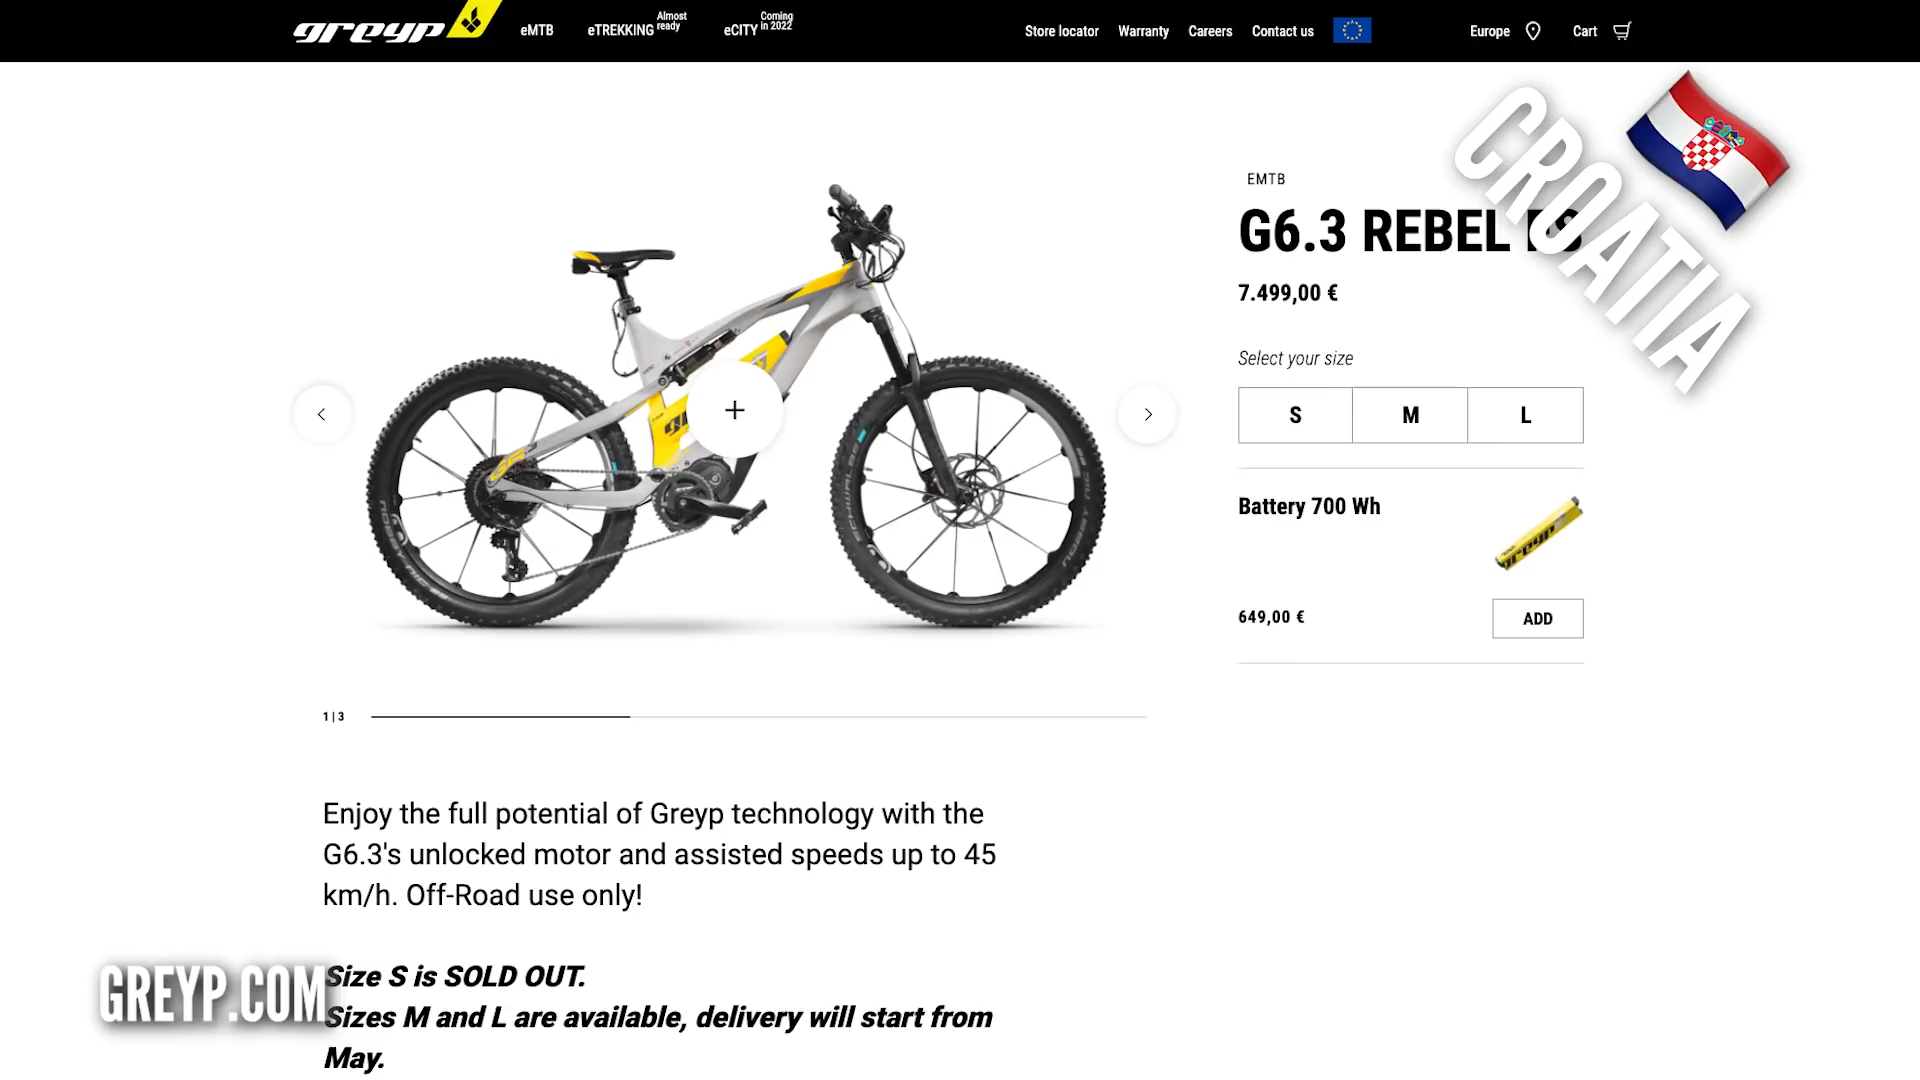 greyp
eMTB
eTREKKING Almost ready
eCITY Coming in 2022
Store locator
Warranty
Careers
Contact us
Europe
Cart
CROATIA
EMTB
G6.3 REBEL
7.499,00 €
Select your size
S
M
L
Battery 700 Wh
greyp
649,00 €
ADD
1 | 3
Enjoy the full potential of Greyp technology with the
G6.3's unlocked motor and assisted speeds up to 45
km/h. Off-Road use only!
Size S is SOLD OUT.
Sizes M and L are available, delivery will start from
May.
GREYP.COM